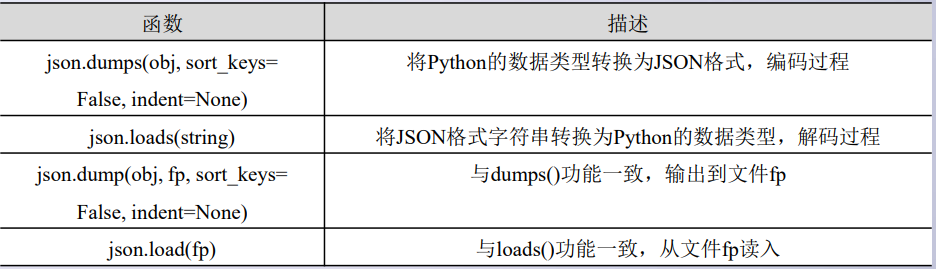 函数 描述
json.dumps(obj, sort_keys= 将Python的数据类型转换为JSON格式，编码过程
False, indent=None)
json.loads(string) 将JSON格式字符串转换为Python的数据类型，解码过程
json.dump(obj, fp, sort_keys= 与dumps()功能一致，输出到文件fp
False, indent=None)
json.load(fp) 与loads()功能一致，从文件fp读入